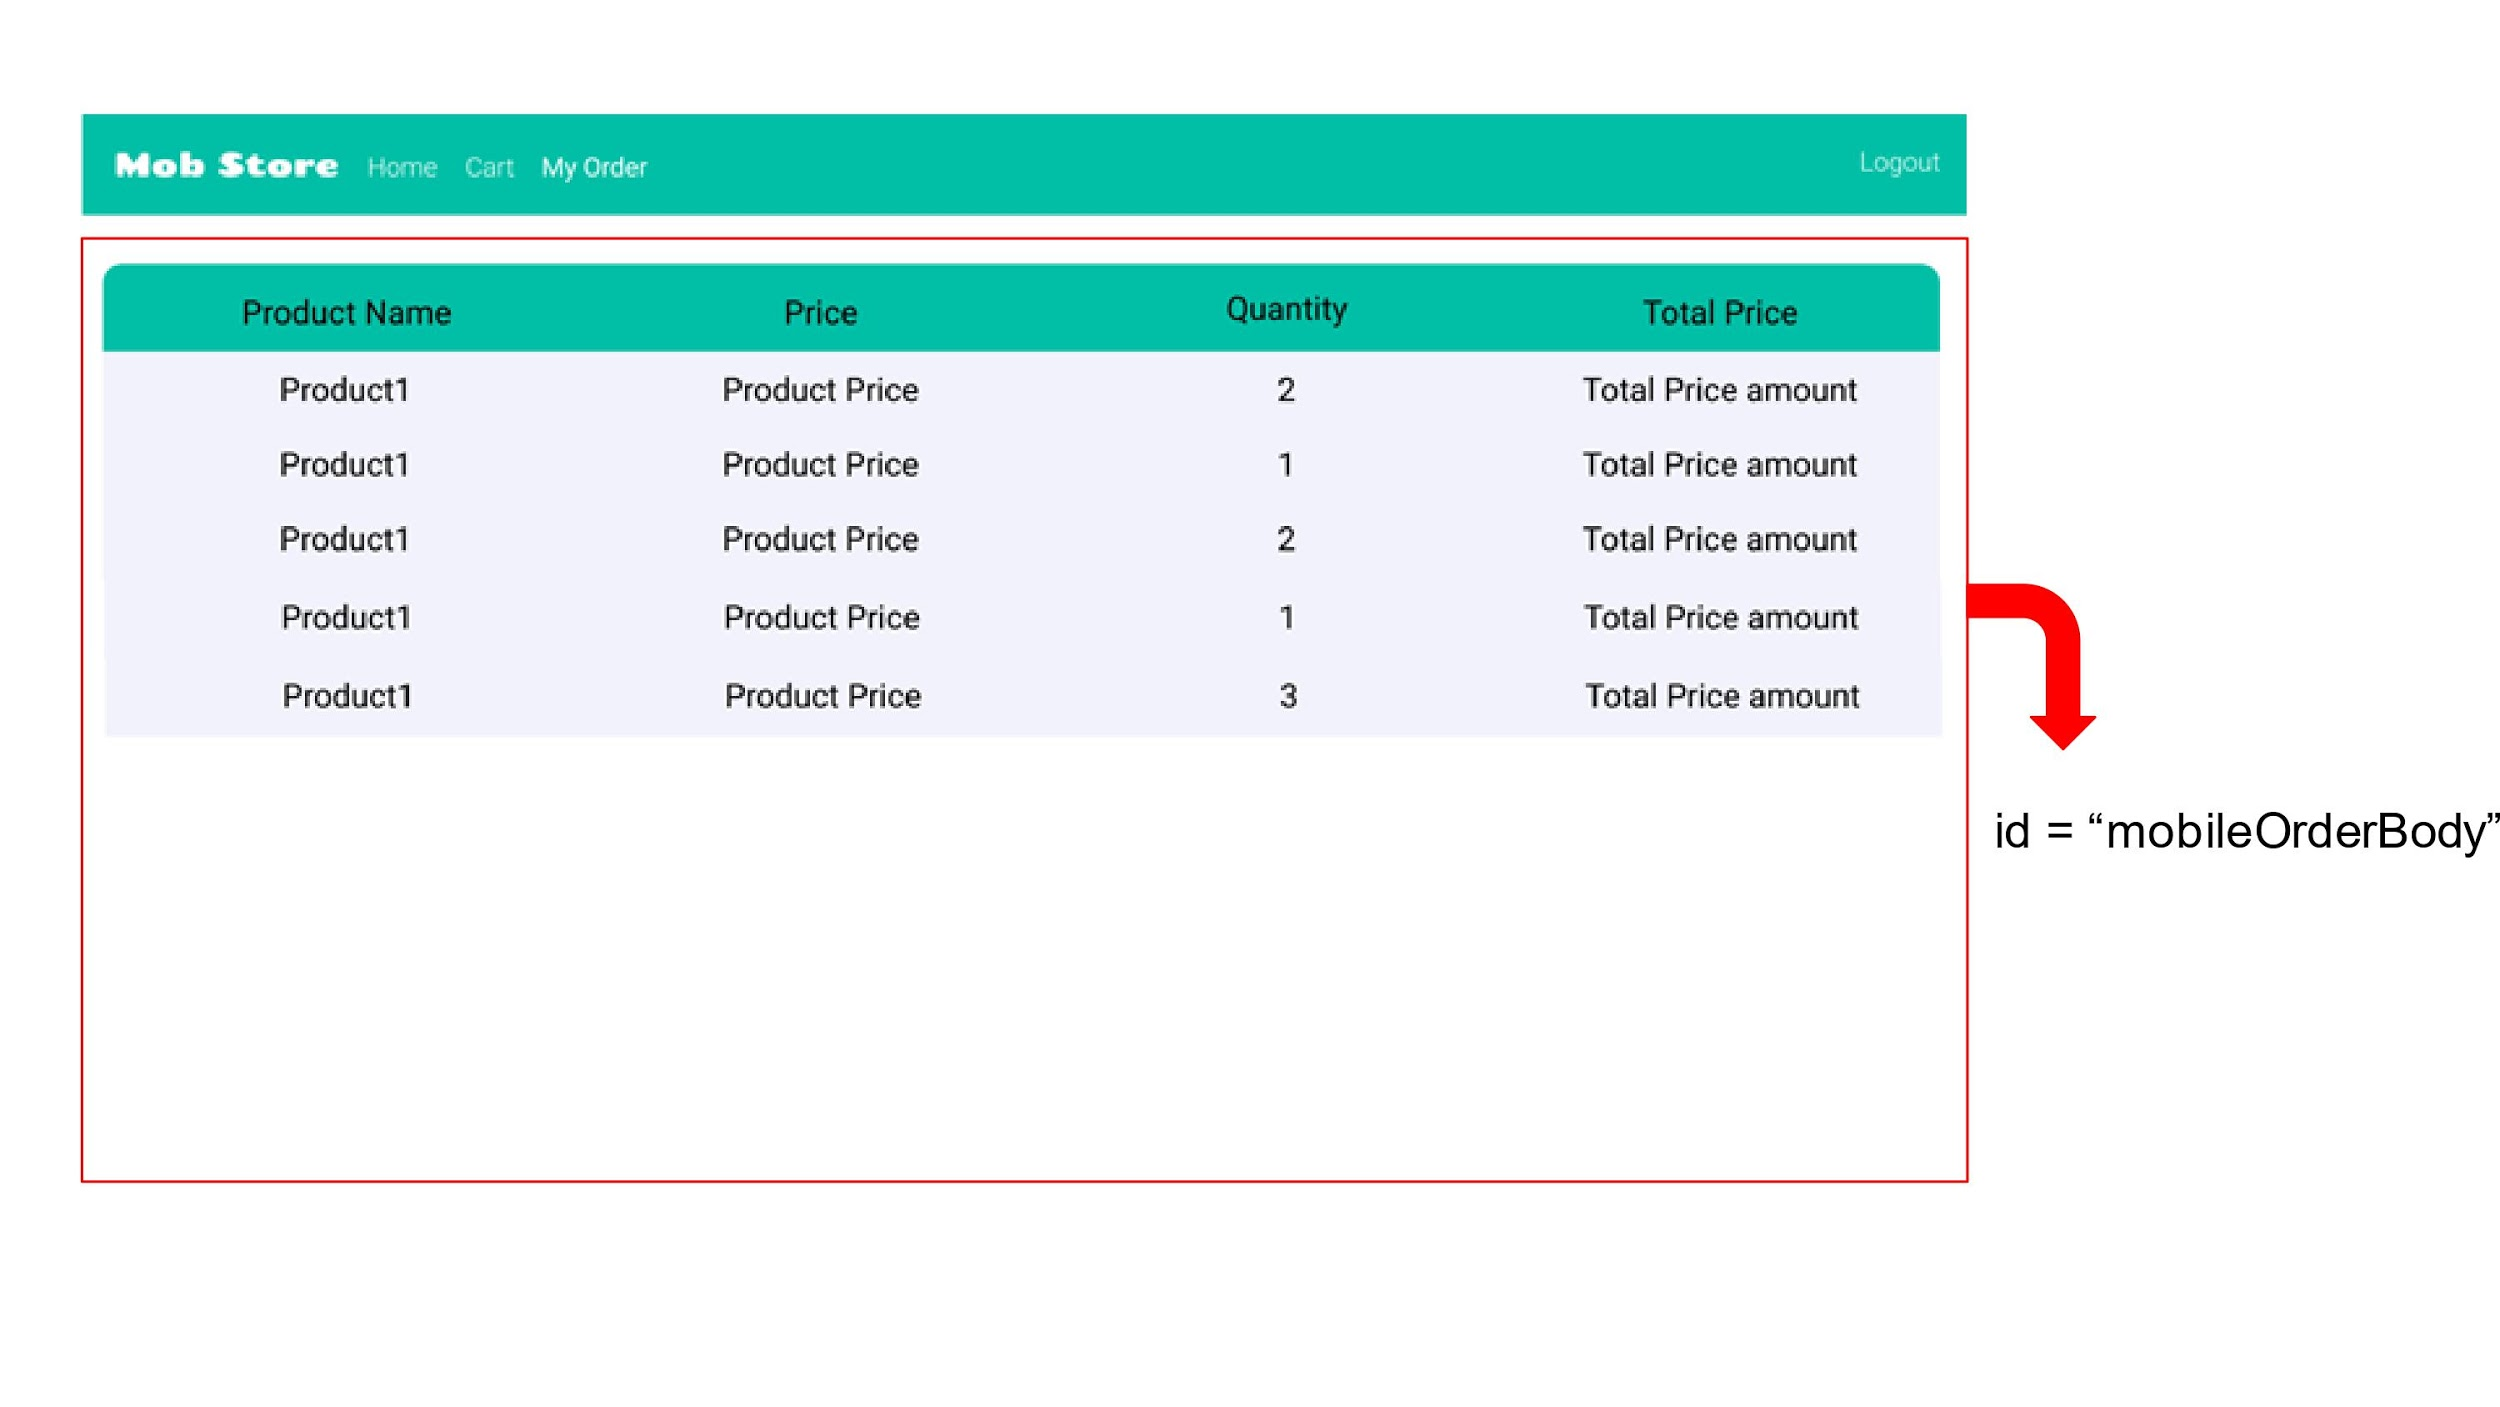 Mob Store Home Cart My Order Logout
Product Name Price Quantity Total Price
Product1 Product Price 2 Total Price amount
Product1 Product Price 1 Total Price amount
Product1 Product Price 2 Total Price amount
Product1 Product Price 1 Total Price amount
Product1 Product Price 3 Total Price amount
id = “mobileOrderBody”